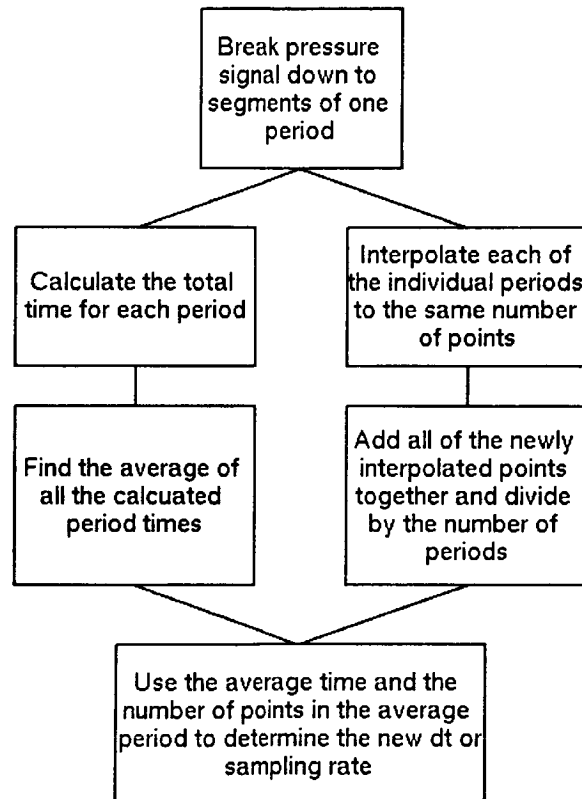 Break pressure
signal down to
segments of one
period
Calculate the total
time for each period
Interpolate each of
the individual periods
to the same number
of points
Find the average of
all the calcuated
period times
Add all of the newly
interpolated points
together and divide
by the number of
periods
Use the average time and the
number of points in the average
period to determine the new dt or
sampling rate